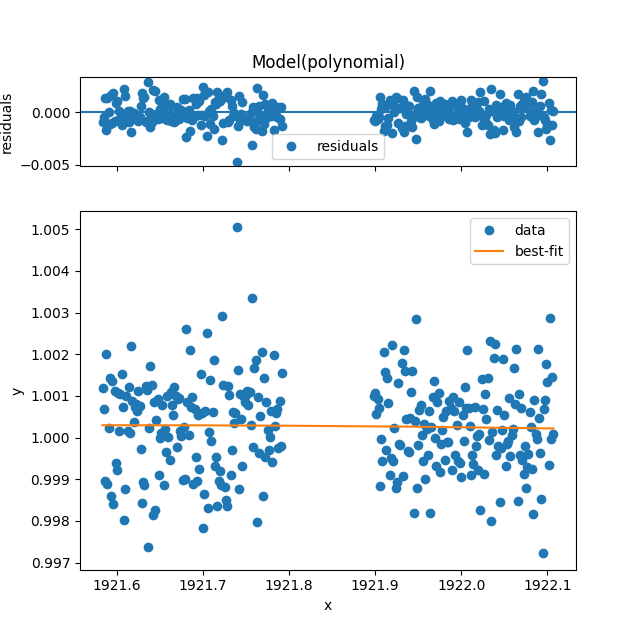 Model(polynomial)
residuals
0.000
−0.005
residuals
1.005
1.004
1.003
1.002
1.001
1.000
0.999
0.998
0.997
y
data
best-fit
1921.6 1921.7 1921.8 1921.9 1922.0 1922.1
x